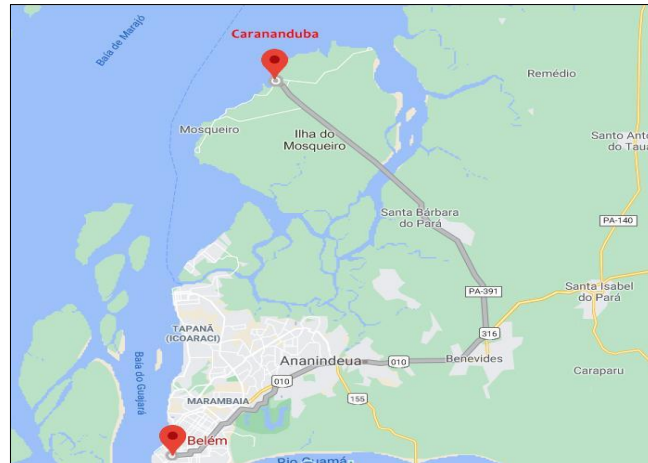 Baía de Marajó
Carananduba
Remédio
Mosqueiro
Ilha do
Mosqueiro
Santo Anto
do Taua
Santa Bárbara
do Pará
PA-140
PA-391
Santa Isabel
do Pará
316
TAPANÃ
(ICOARACI)
Ananindeua
010
Benevides
Baía do Guajará
010
Caraparu
MARAMBAIA
155
Belém
Rio Guamá